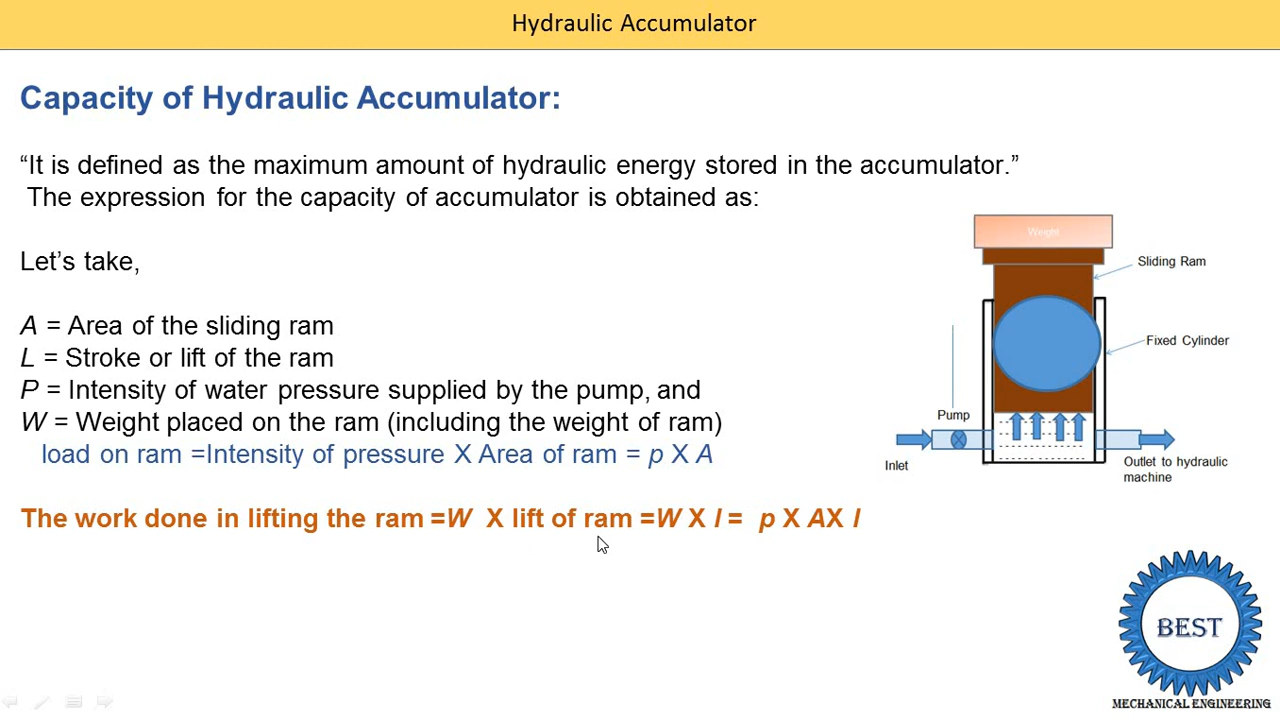 Hydraulic Accumulator
Capacity of Hydraulic Accumulator:
“It is defined as the maximum amount of hydraulic energy stored in the accumulator.”
The expression for the capacity of accumulator is obtained as:
Let’s take,
A = Area of the sliding ram
L = Stroke or lift of the ram
P = Intensity of water pressure supplied by the pump, and
W = Weight placed on the ram (including the weight of ram)
load on ram =Intensity of pressure X Area of ram = p X A
The work done in lifting the ram =W X lift of ram =W X l = p X AX l
Weight
Sliding Ram
Fixed Cylinder
Pump
Inlet
Outlet to hydraulic
machine
BEST
MECHANICAL ENGINEERING